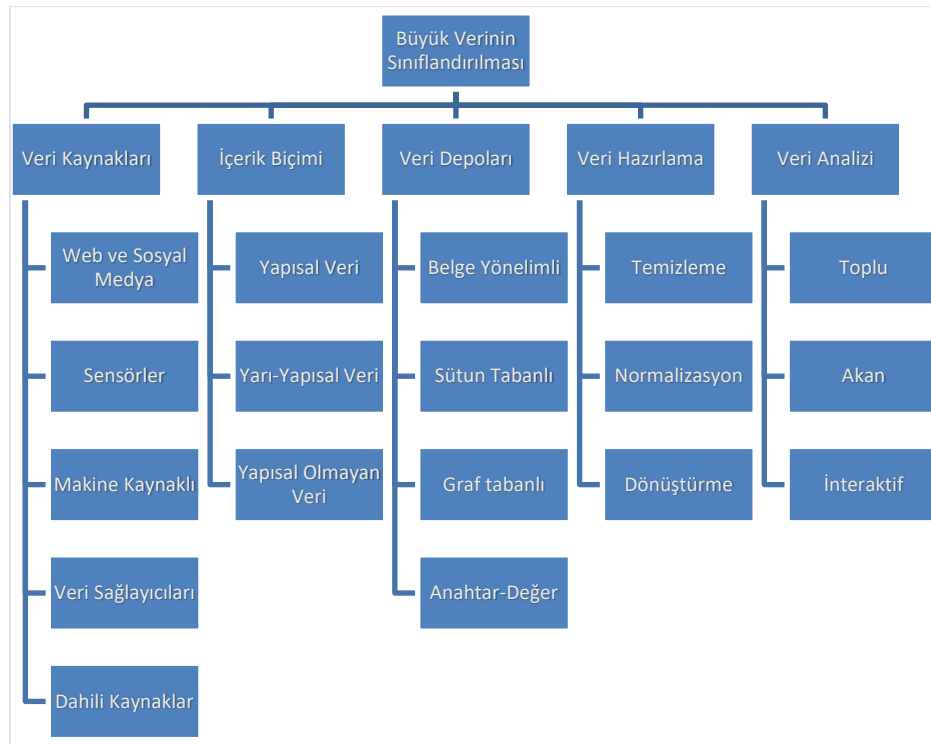 Büyük Verinin
Sınıflandırılması
Veri Kaynakları
İçerik Biçimi
Veri Depoları
Veri Hazırlama
Veri Analizi
Web ve Sosyal
Medya
Yapısal Veri
Belge Yönelimli
Temizleme
Toplu
Sensörler
Yarı-Yapısal Veri
Sütun Tabanlı
Normalizasyon
Akan
Makine Kaynaklı
Yapısal Olmayan
Veri
Graf tabanlı
Dönüştürme
İnteraktif
Veri Sağlayıcıları
Anahtar-Değer
Dahili Kaynaklar